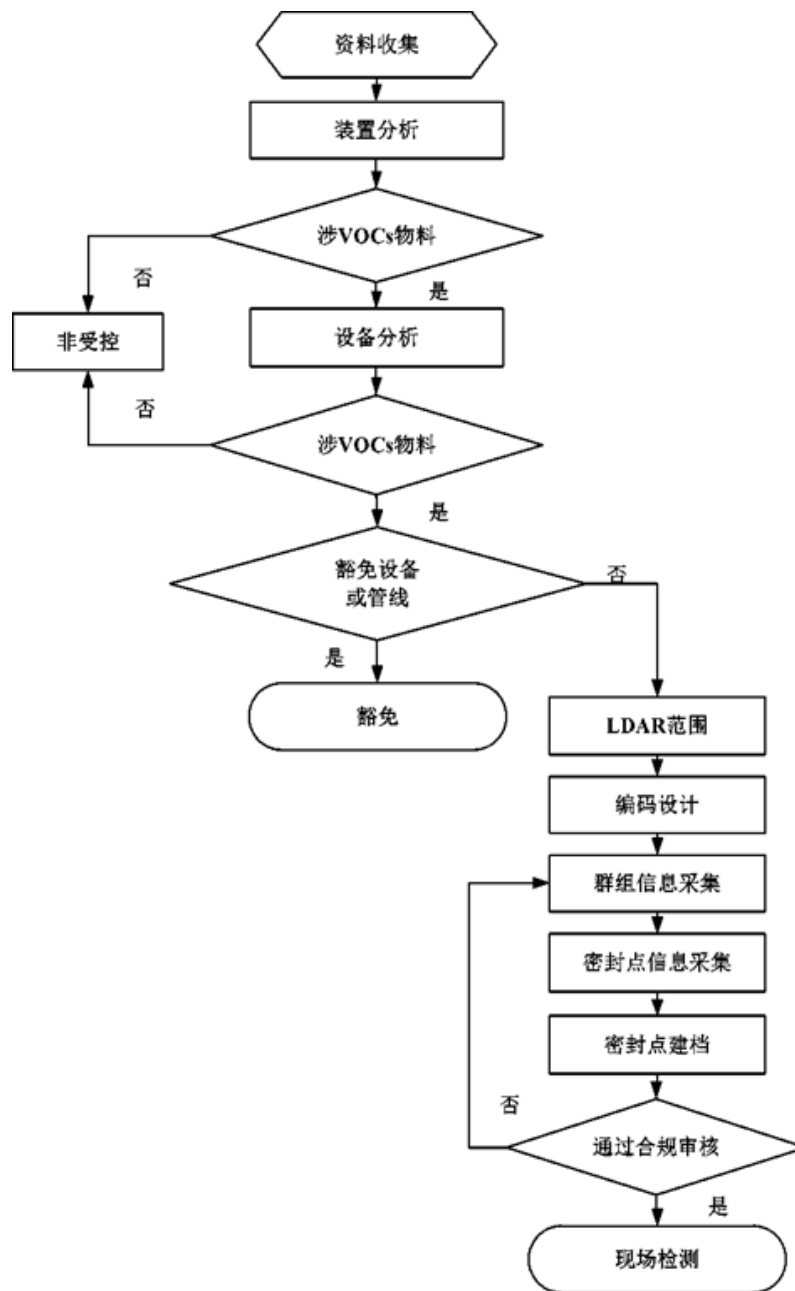 资料收集
装置分析
涉VOCs物料
否
是
非受控
设备分析
否
涉VOCs物料
是
豁免设备
或管线
否
是
豁免
LDAR范围
编码设计
群组信息采集
密封点信息采集
密封点建档
否
通过合规审核
是
现场检测